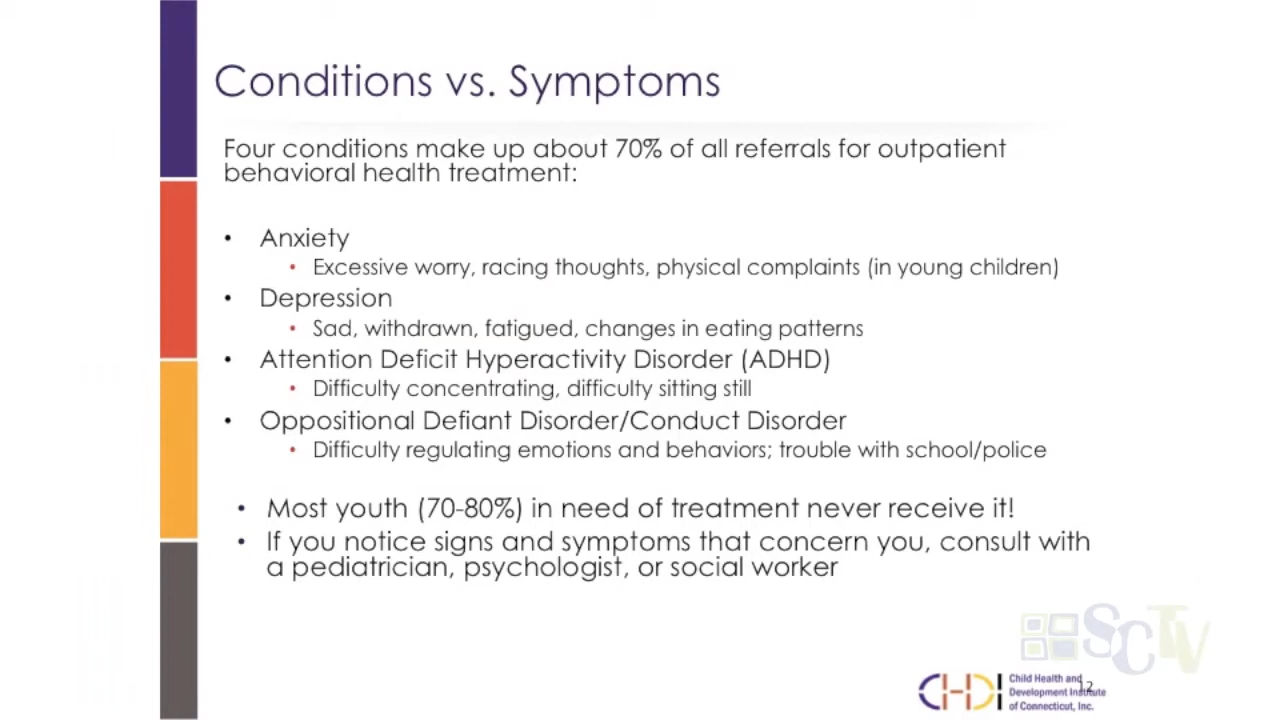 Conditions vs. Symptoms
Four conditions make up about 70% of all referrals for outpatient
behavioral health treatment:
• Anxiety
• Excessive worry, racing thoughts, physical complaints (in young children)
• Depression
• Sad, withdrawn, fatigued, changes in eating patterns
• Attention Deficit Hyperactivity Disorder (ADHD)
• Difficulty concentrating, difficulty sitting still
• Oppositional Defiant Disorder/Conduct Disorder
• Difficulty regulating emotions and behaviors; trouble with school/police
• Most youth (70-80%) in need of treatment never receive it!
• If you notice signs and symptoms that concern you, consult with
a pediatrician, psychologist, or social worker
SCTV
CHDI
Child Health and
Development Institute
of Connecticut, Inc.
12